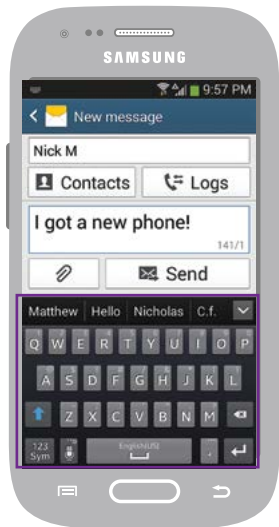 SAMSUNG
9:57 PM
New message
Nick M
Contacts Logs
I got a new phone!
141/1
Send
Matthew Hello Nicholas C.f.
Q W E R T Y U I O P
A S D F G H J K L
Z X C V B N M
123
Sym
English(US)